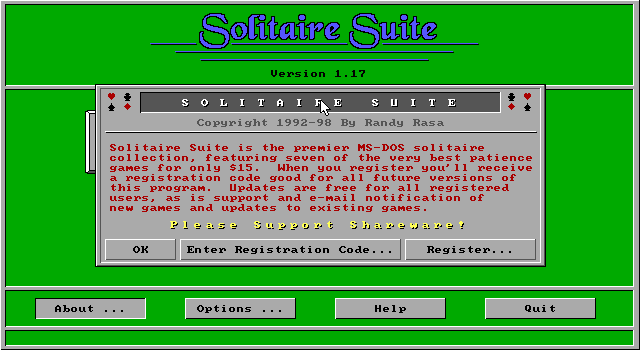 Solitaire Suite
Version 1.17
SOLITAIRE SUITE
Copyright 1992-98 By Randy Rasa
Solitaire Suite is the premier MS-DOS solitaire
collection, featuring seven of the very best patience
games for only $15. When you register you'll receive
a registration code good for all future versions of
this program. Updates are free for all registered
users, as is support and e-mail notification of
new games and updates to existing games.
Please Support Shareware!
OK Enter Registration Code... Register...
About ... Options ... Help Quit